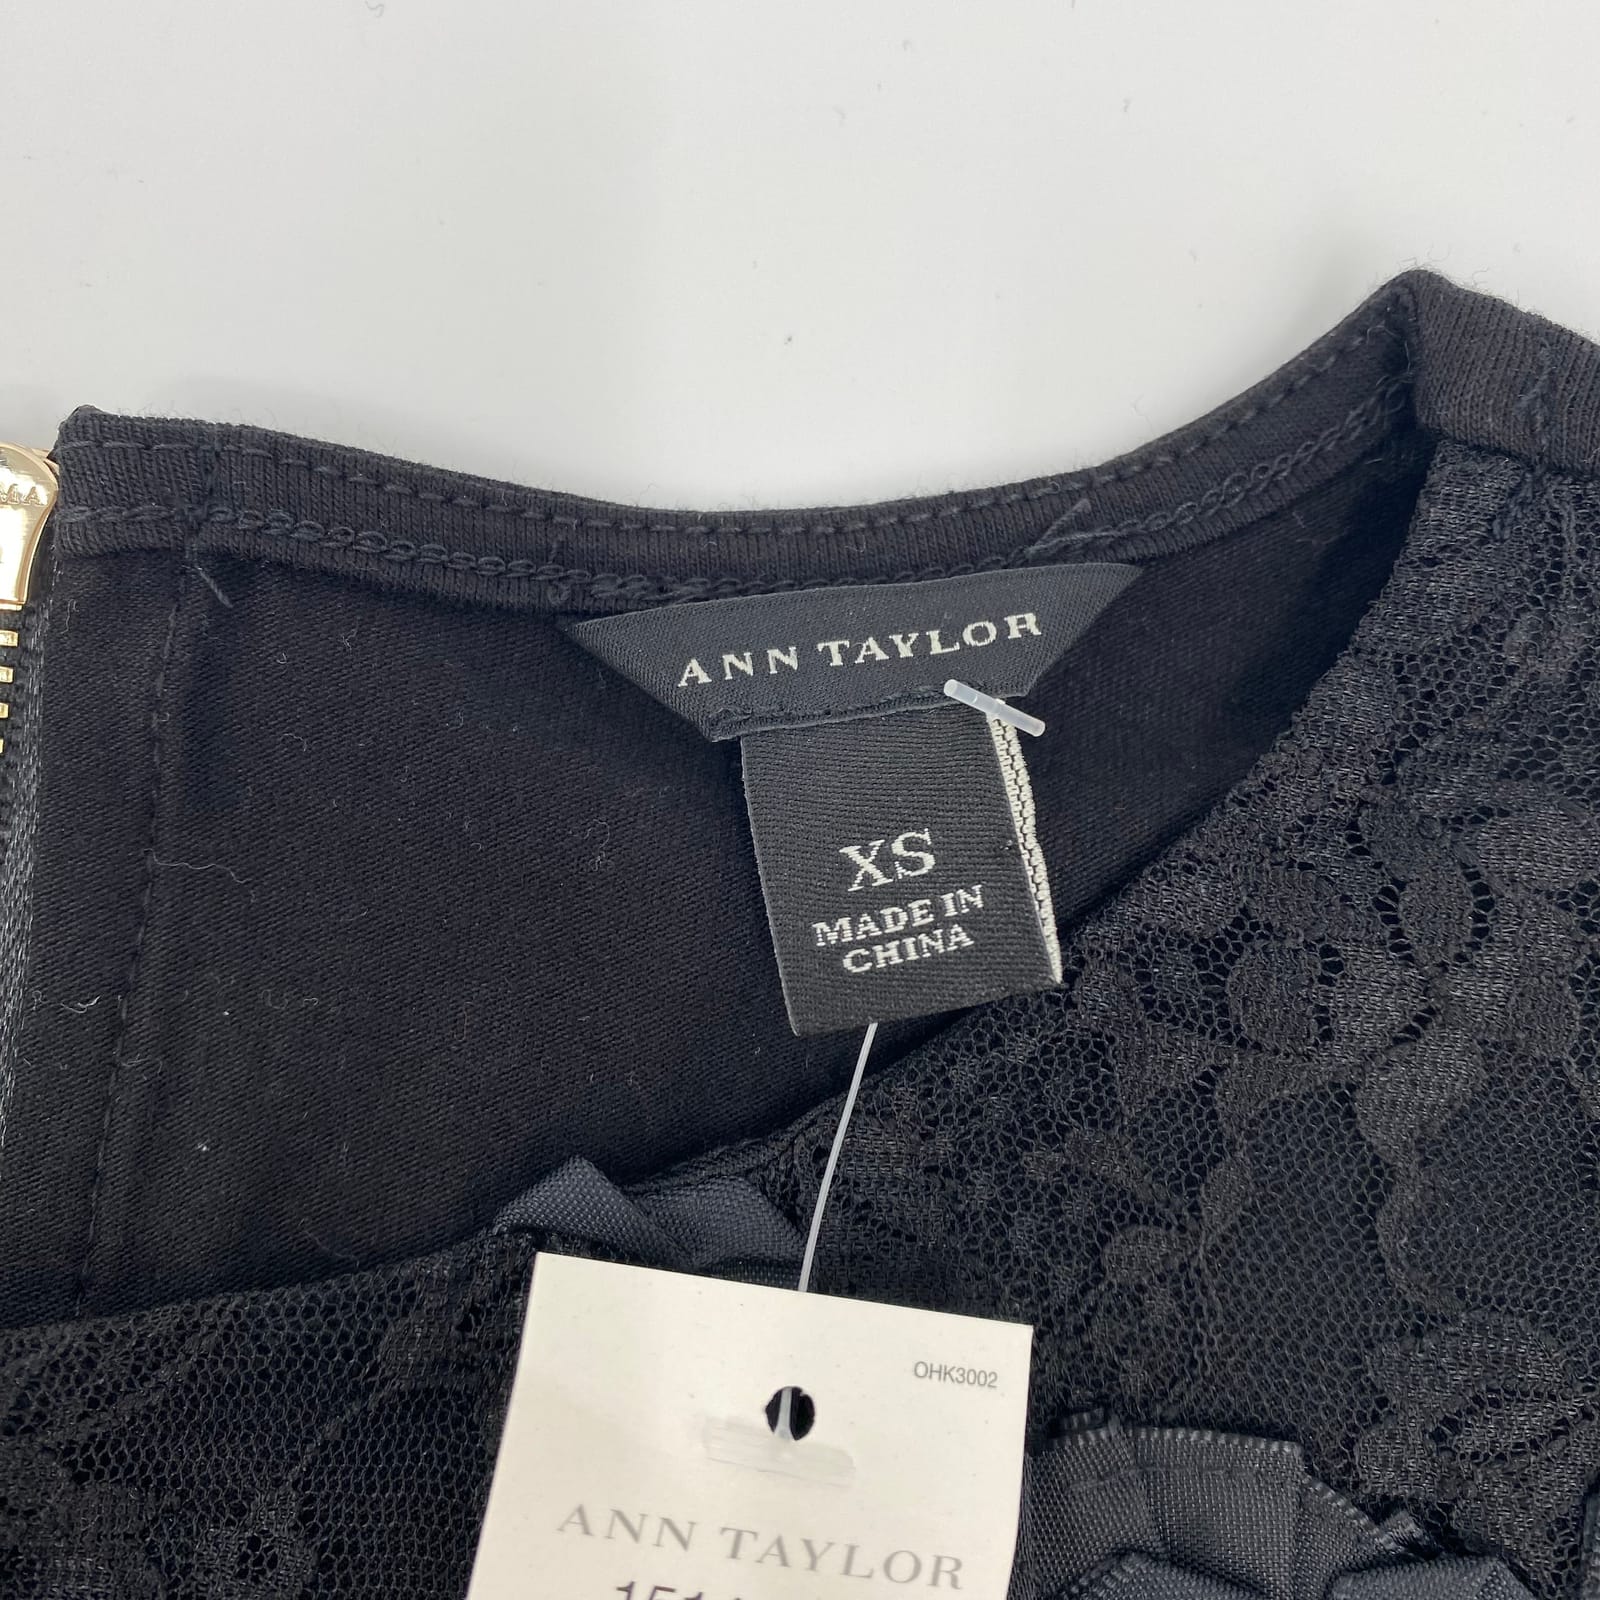 ANN TAYLOR
XS
MADE IN
CHINA
OHK3002
ANN TAYLOR